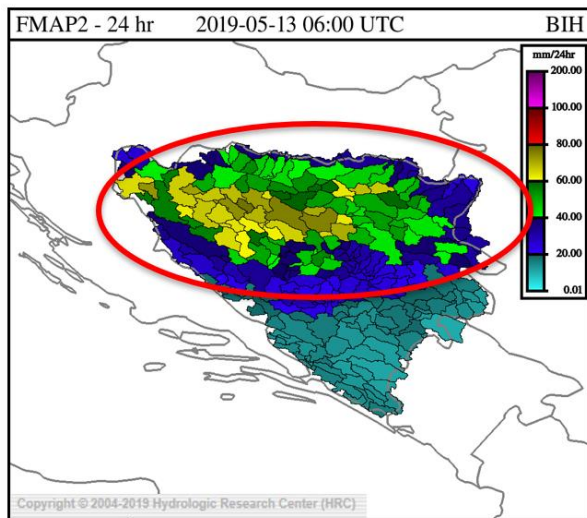 FMAP2 - 24 hr 2019-05-13 06:00 UTC BIH
mm/24hr
200.00
100.00
80.00
60.00
40.00
20.00
0.01
Copyright © 2004-2019 Hydrologic Research Center (HRC)